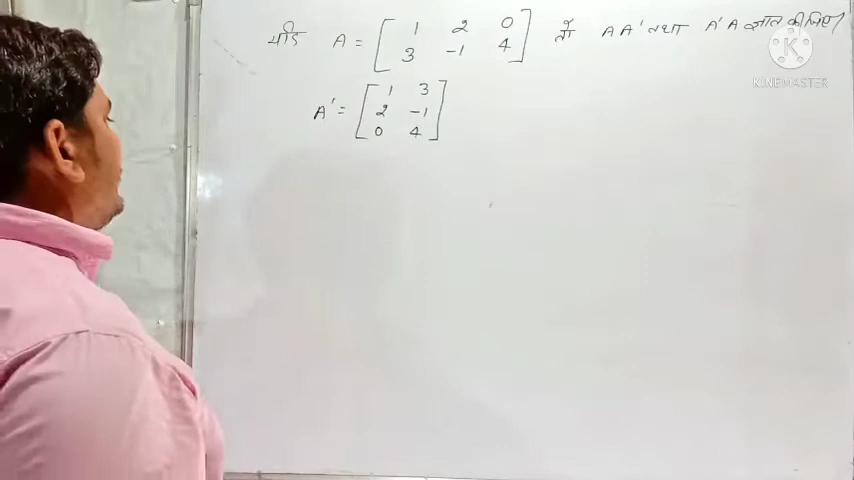 यदि A = [ 1 2 0 3 -1 4 ] है तो AA' तथा A'A ज्ञात कीजिए
A' = [ 1 3 2 -1 0 4 ]
K
KINEMASTER